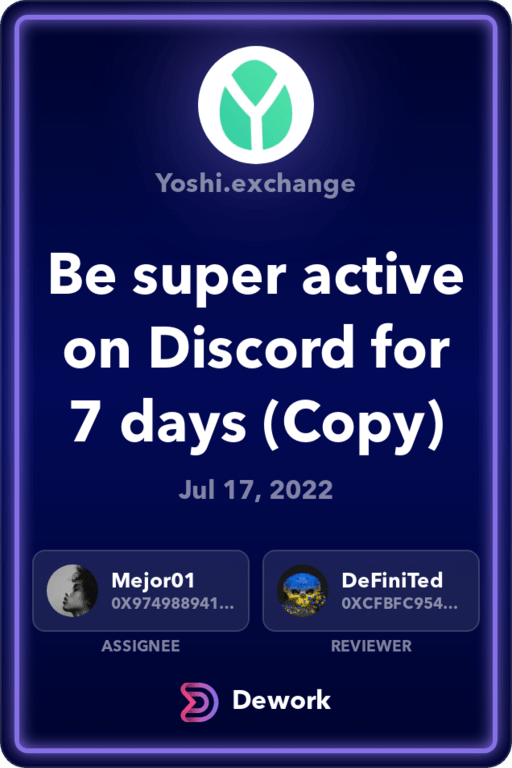 Yoshi.exchange
Be super active
on Discord for
7 days (Copy)
Jul 17, 2022
Mejor01
0X974988941...
DeFiniTed
0XCFBFC954...
ASSIGNEE
REVIEWER
Dework